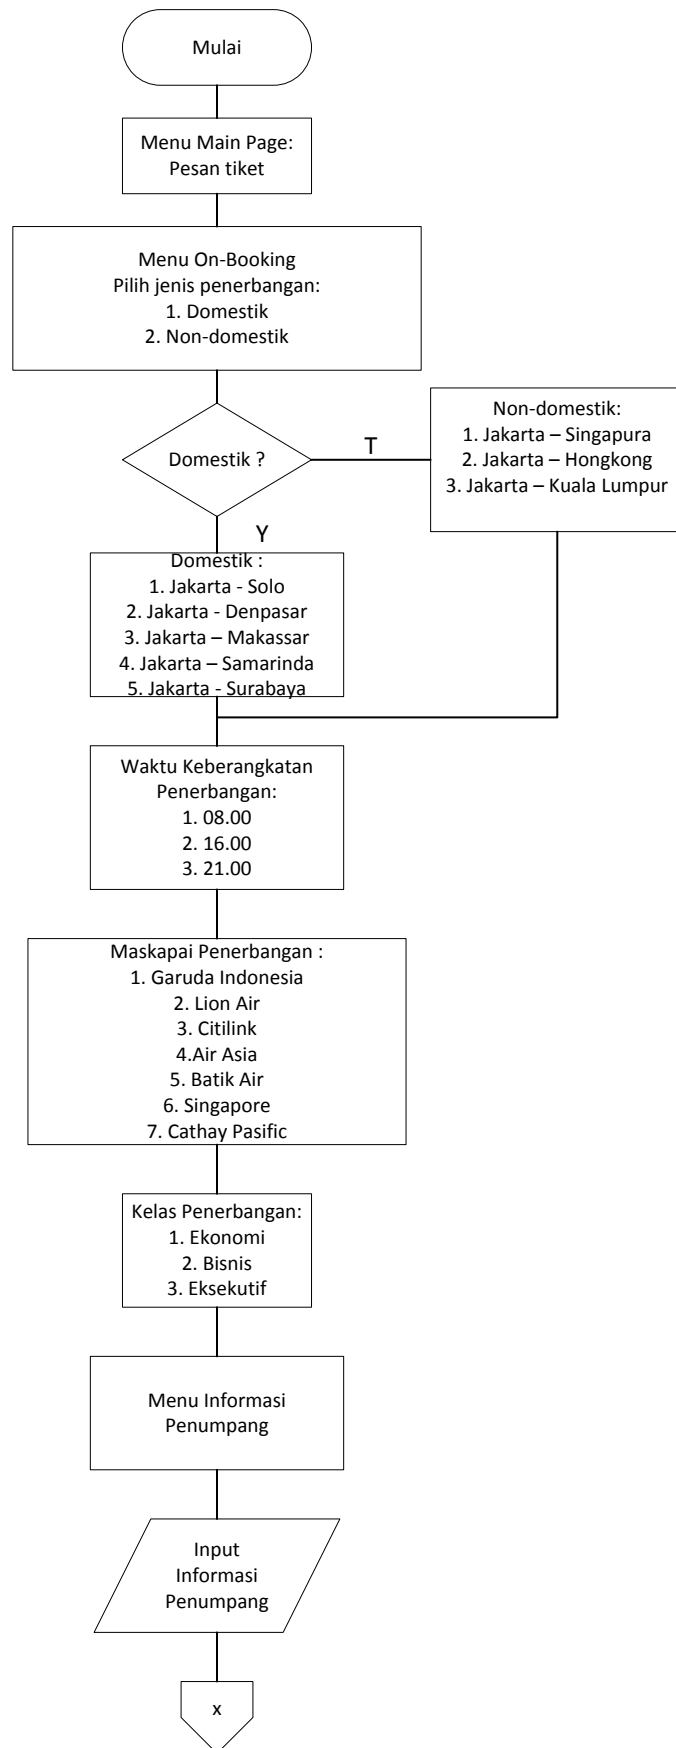 Mulai
Menu Main Page:
Pesan tiket
Menu On-Booking
Pilih jenis penerbangan:
1. Domestik
2. Non-domestik
Domestik ?
T
Non-domestik:
1. Jakarta – Singapura
2. Jakarta – Hongkong
3. Jakarta – Kuala Lumpur
Y
Domestik :
1. Jakarta - Solo
2. Jakarta - Denpasar
3. Jakarta – Makassar
4. Jakarta – Samarinda
5. Jakarta - Surabaya
Waktu Keberangkatan
Penerbangan:
1. 08.00
2. 16.00
3. 21.00
Maskapai Penerbangan :
1. Garuda Indonesia
2. Lion Air
3. Citilink
4.Air Asia
5. Batik Air
6. Singapore
7. Cathay Pasific
Kelas Penerbangan:
1. Ekonomi
2. Bisnis
3. Eksekutif
Menu Informasi
Penumpang
Input
Informasi
Penumpang
x